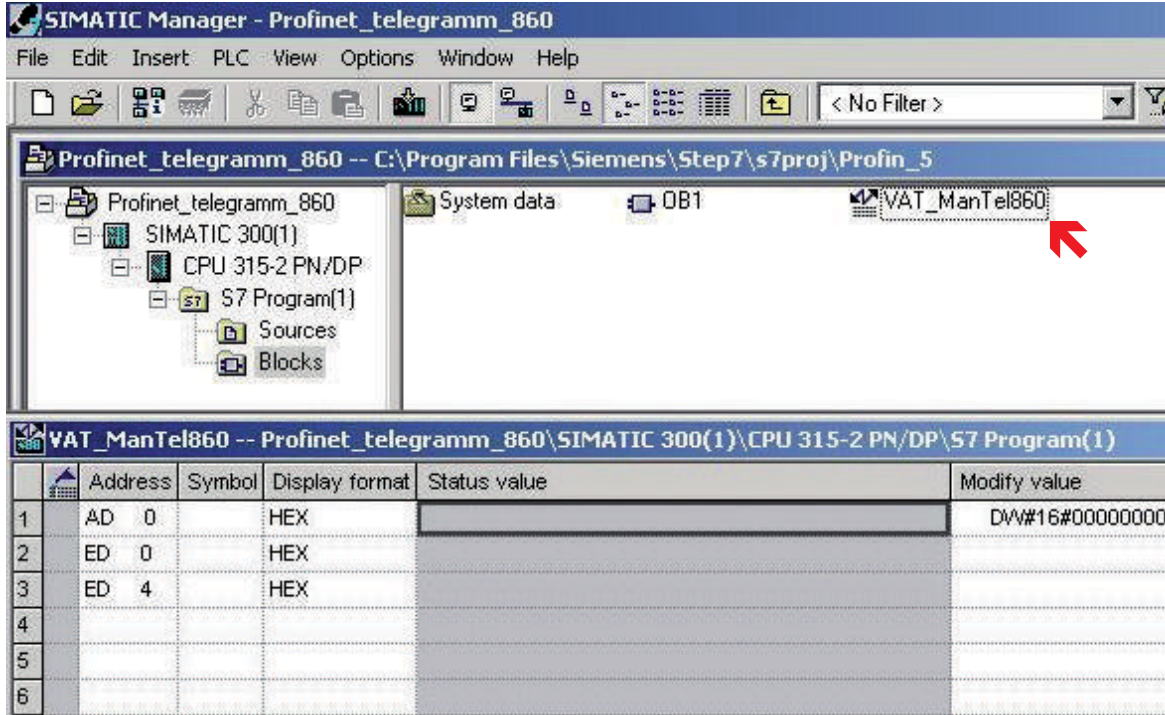 SIMATIC Manager - Profinet_telegramm_860
File Edit Insert PLC View Options Window Help
< No Filter >
Profinet_telegramm_860 -- C:\Program Files\Siemens\Step7\s7proj\Profin_5
Profinet_telegramm_860 System data OB1 VAT_ManTel860
SIMATIC 300(1)
CPU 315-2 PN/DP
S7 Program(1)
Sources
Blocks
VAT_ManTel860 -- Profinet_telegramm_860\SIMATIC 300(1)\CPU 315-2 PN/DP\S7 Program(1)
Address Symbol Display format Status value Modify value
1 AD 0 HEX DW#16#00000000
2 ED 0 HEX
3 ED 4 HEX
4
5
6